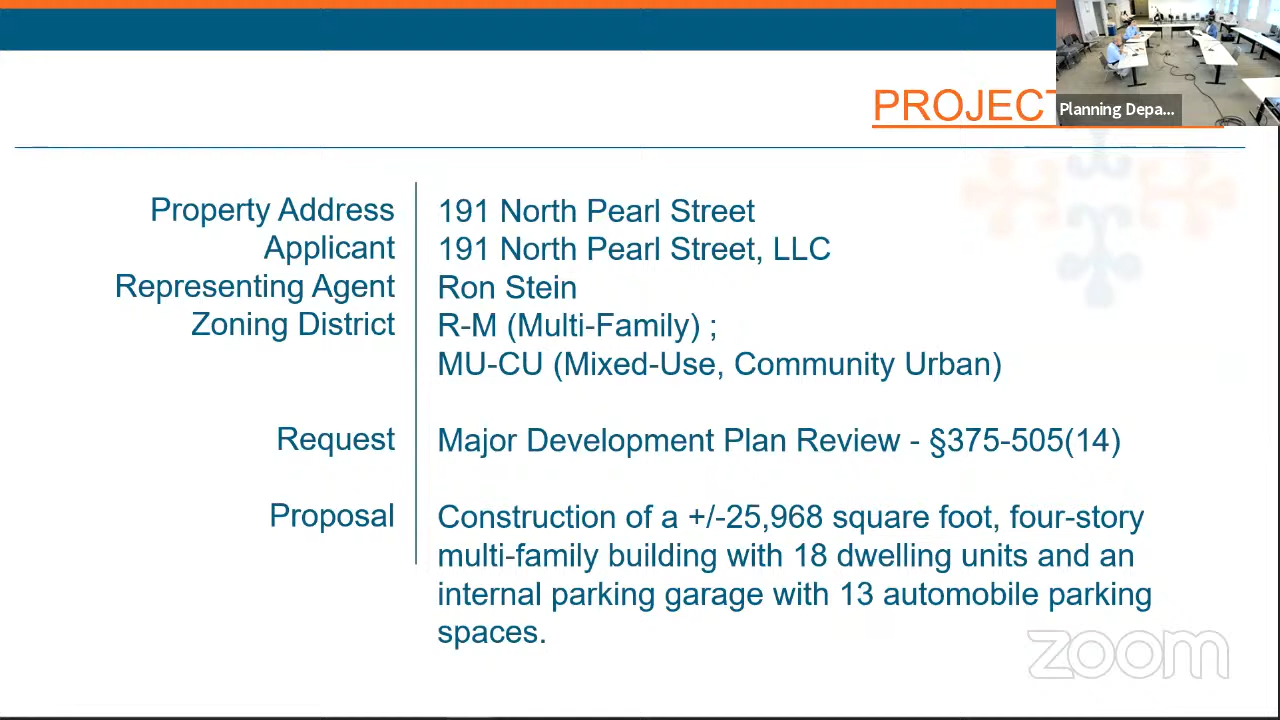 PROJECT
Planning Depa...
Property Address
191 North Pearl Street
Applicant
191 North Pearl Street, LLC
Representing Agent
Ron Stein
Zoning District
R-M (Multi-Family) ;
MU-CU (Mixed-Use, Community Urban)
Request
Major Development Plan Review - §375-505(14)
Proposal
Construction of a +/-25,968 square foot, four-story
multi-family building with 18 dwelling units and an
internal parking garage with 13 automobile parking
spaces.
zoom